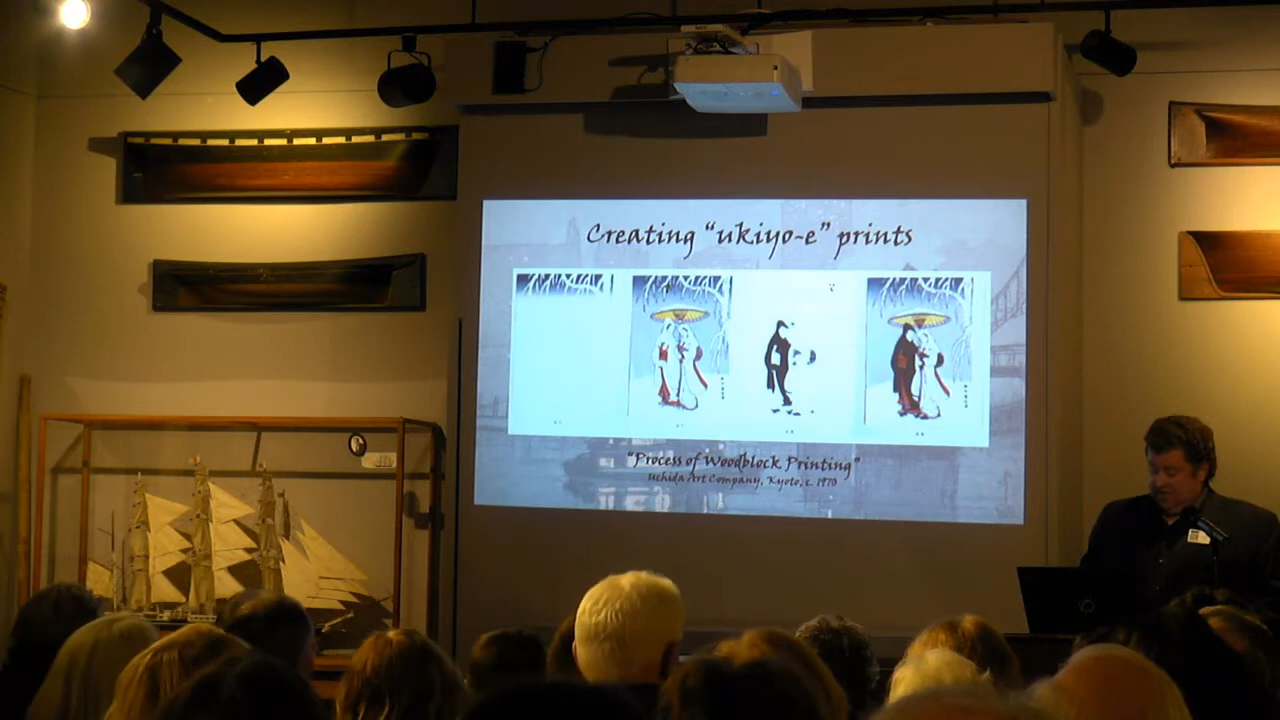 Creating "ukiyo-e" prints
"Process of Woodblock Printing"
Uchida Art Company, Kyoto, c. 1970